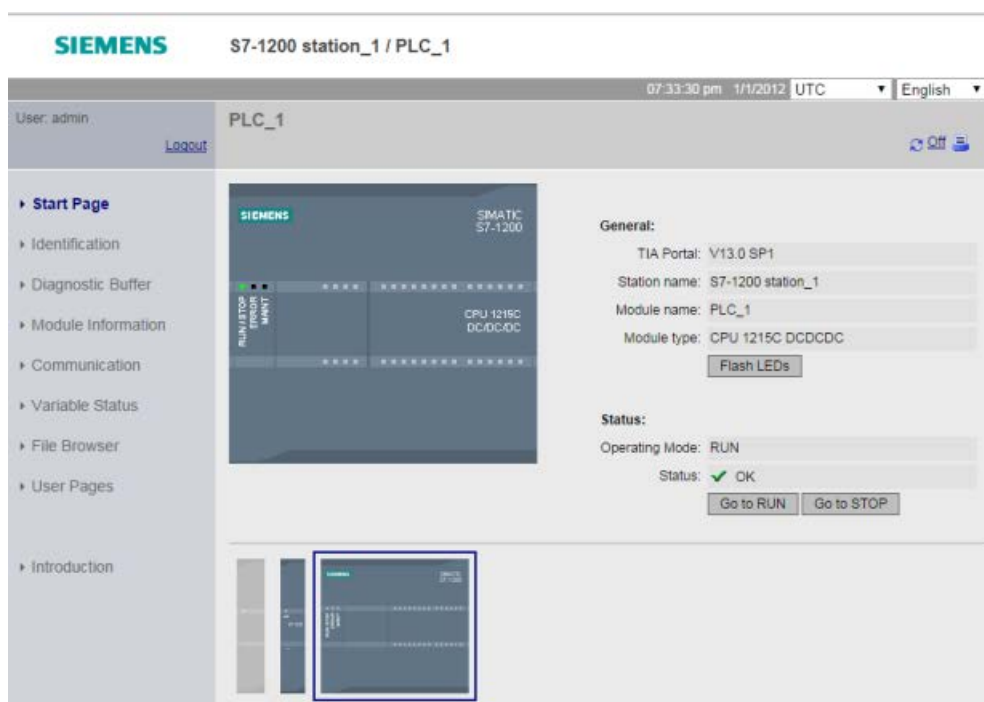 SIEMENS S7-1200 station_1 / PLC_1
07:33:30 pm 1/1/2012 UTC English
User: admin
Logout
PLC_1
Off
Start Page
Identification
Diagnostic Buffer
Module Information
Communication
Variable Status
File Browser
User Pages
Introduction
SIEMENS
SIMATIC
S7-1200
RUN / STOP
ERROR
MAINT
CPU 1215C
DC/DC/DC
General:
TIA Portal: V13.0 SP1
Station name: S7-1200 station_1
Module name: PLC_1
Module type: CPU 1215C DCDCDC
Flash LEDs
Status:
Operating Mode: RUN
Status: OK
Go to RUN Go to STOP
SIEMENS
SIMATIC
S7-1200